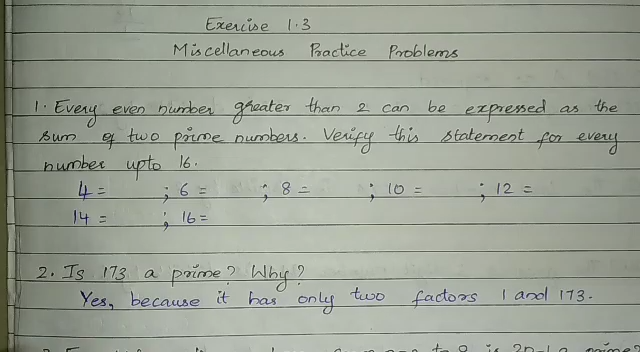 Exercise 1.3
Miscellaneous Practice Problems
1. Every even number greater than 2 can be expressed as the
sum of two prime numbers. Verify this statement for every
number upto 16.
4 = ; 6 = ; 8 = ; 10 = ; 12 =
14 = ; 16 =
2. Is 173 a prime? Why?
Yes, because it has only two factors 1 and 173.